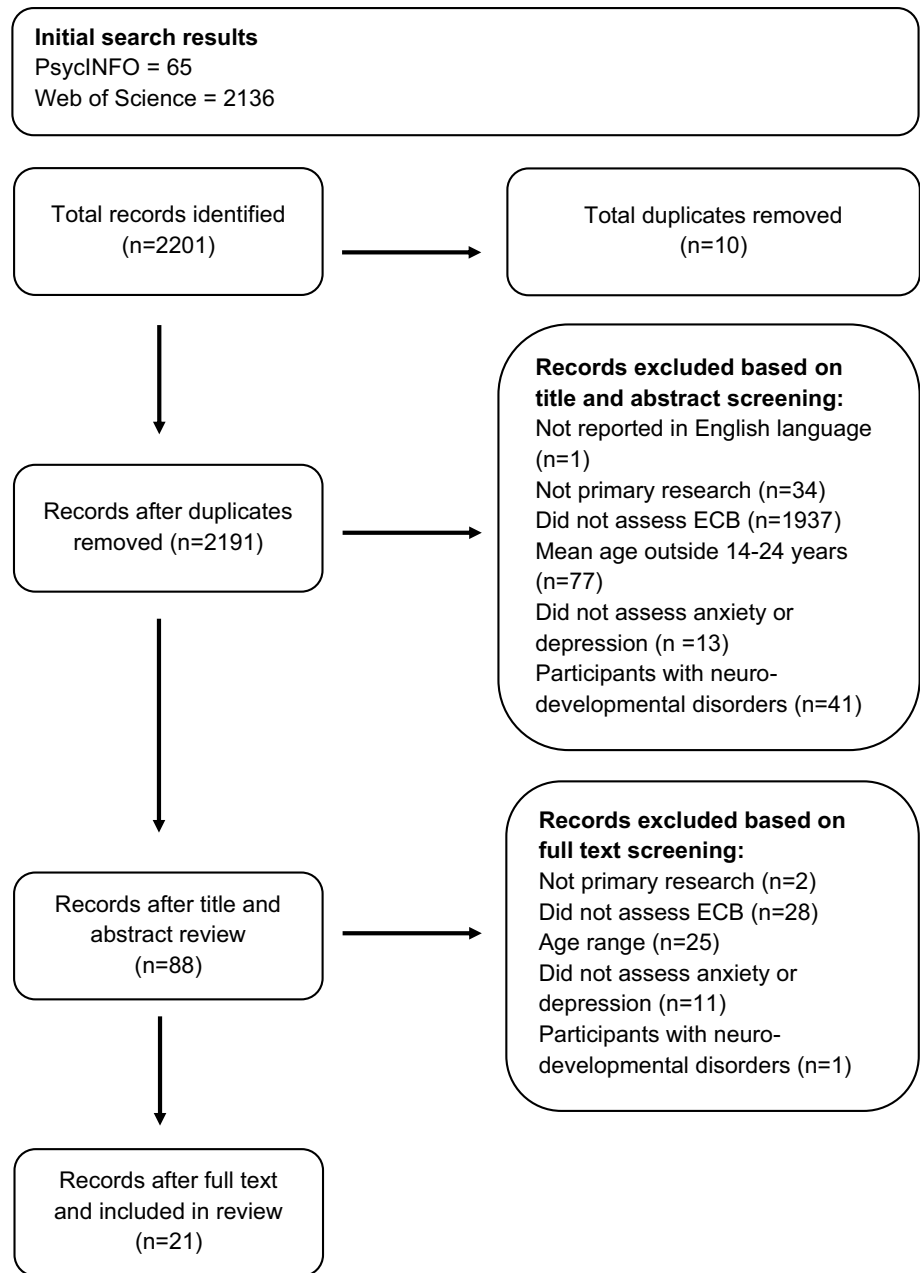 Initial search results
PsycINFO = 65
Web of Science = 2136
Total records identified
(n=2201)
Total duplicates removed
(n=10)
Records after duplicates
removed (n=2191)
Records excluded based on
title and abstract screening:
Not reported in English language
(n=1)
Not primary research (n=34)
Did not assess ECB (n=1937)
Mean age outside 14-24 years
(n=77)
Did not assess anxiety or
depression (n =13)
Participants with neuro-
developmental disorders (n=41)
Records after title and
abstract review
(n=88)
Records excluded based on
full text screening:
Not primary research (n=2)
Did not assess ECB (n=28)
Age range (n=25)
Did not assess anxiety or
depression (n=11)
Participants with neuro-
developmental disorders (n=1)
Records after full text
and included in review
(n=21)